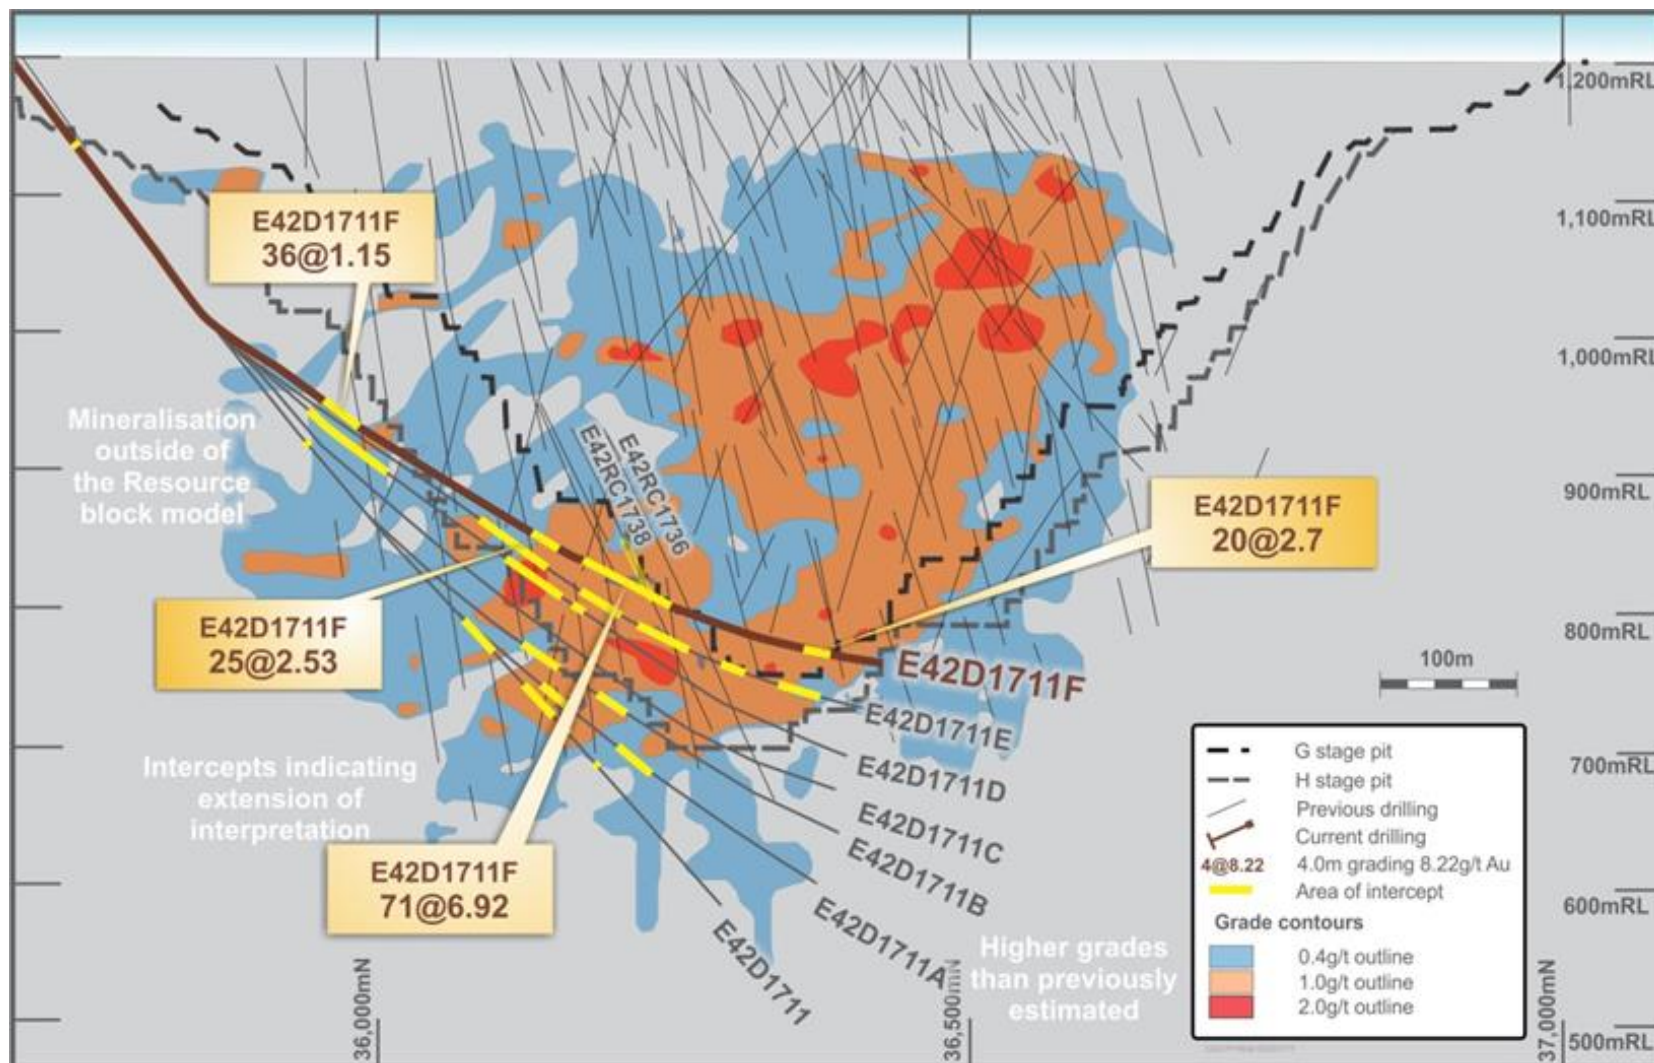 1,200mRL
1,100mRL
1,000mRL
900mRL
800mRL
700mRL
600mRL
500mRL
E42D1711F
36@1.15
Mineralisation
outside of
the Resource
block model
E42RC1736
E42RC1738
E42D1711F
20@2.7
E42D1711F
25@2.53
E42D1711F
E42D1711E
E42D1711D
E42D1711C
E42D1711B
E42D1711A
E42D1711
Intercepts indicating
extension of
interpretation
E42D1711F
71@6.92
Higher grades
than previously
estimated
100m
G stage pit
H stage pit
Previous drilling
Current drilling
4@8.22 4.0m grading 8.22g/t Au
Area of intercept
Grade contours
0.4g/t outline
1.0g/t outline
2.0g/t outline
36,000mN
36,500mN
37,000mN